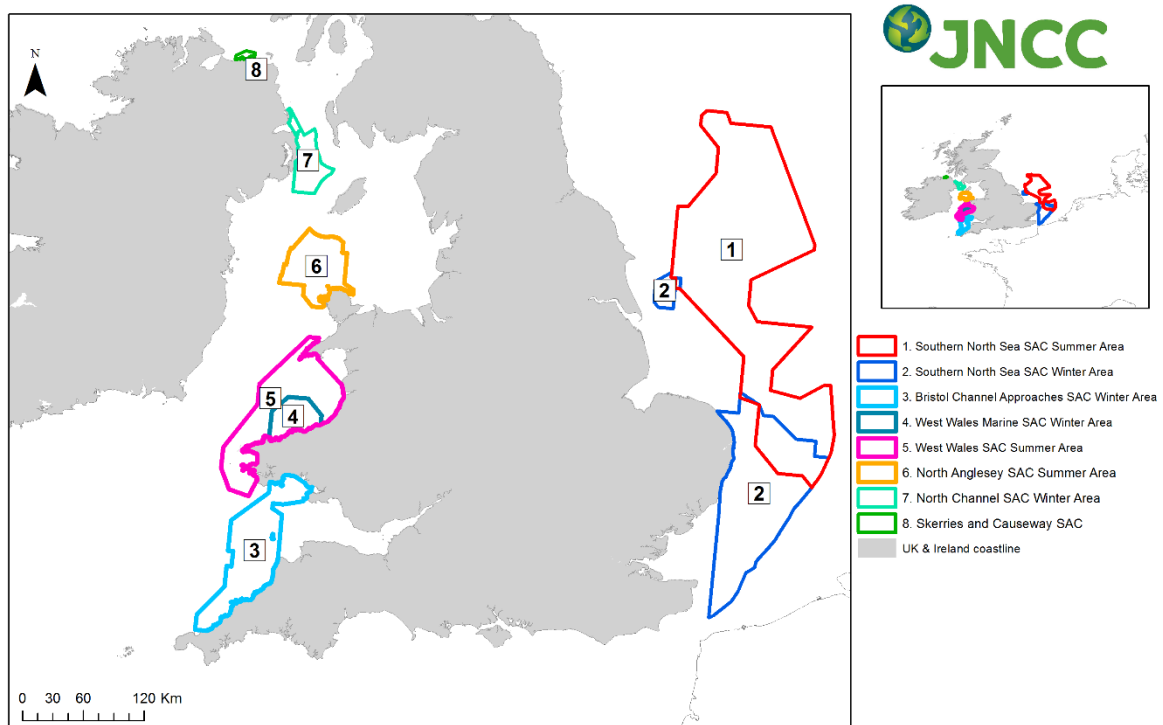 JNCC
N
8
7
1
6
2
5
4
2
3
0 30 60 120 Km
1. Southern North Sea SAC Summer Area
2. Southern North Sea SAC Winter Area
3. Bristol Channel Approaches SAC Winter Area
4. West Wales Marine SAC Winter Area
5. West Wales SAC Summer Area
6. North Anglesey SAC Summer Area
7. North Channel SAC Winter Area
8. Skerries and Causeway SAC
UK & Ireland coastline